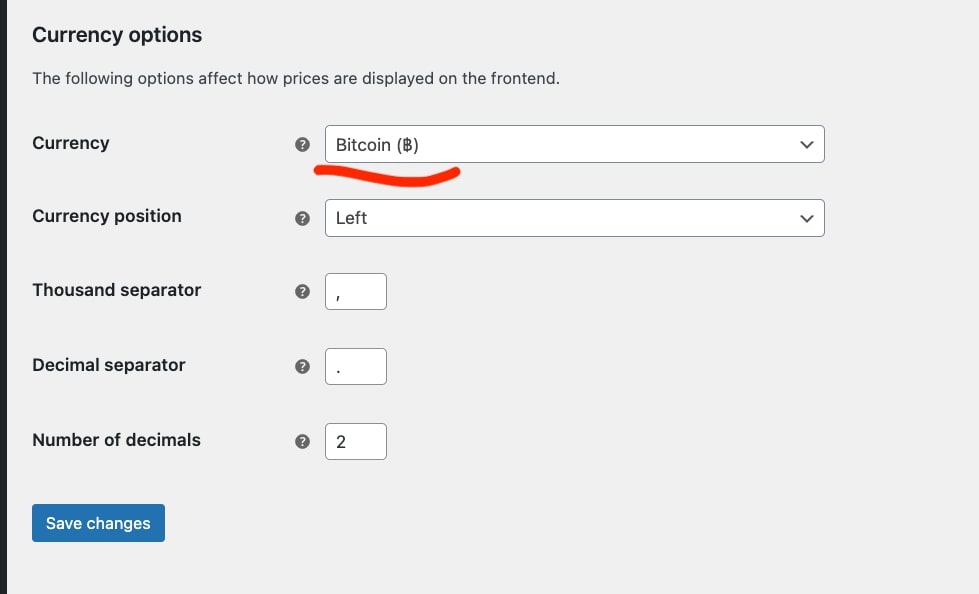 Currency options
The following options affect how prices are displayed on the frontend.
Currency ? Bitcoin (฿)
Currency position ? Left
Thousand separator ? ,
Decimal separator ? .
Number of decimals ? 2
Save changes